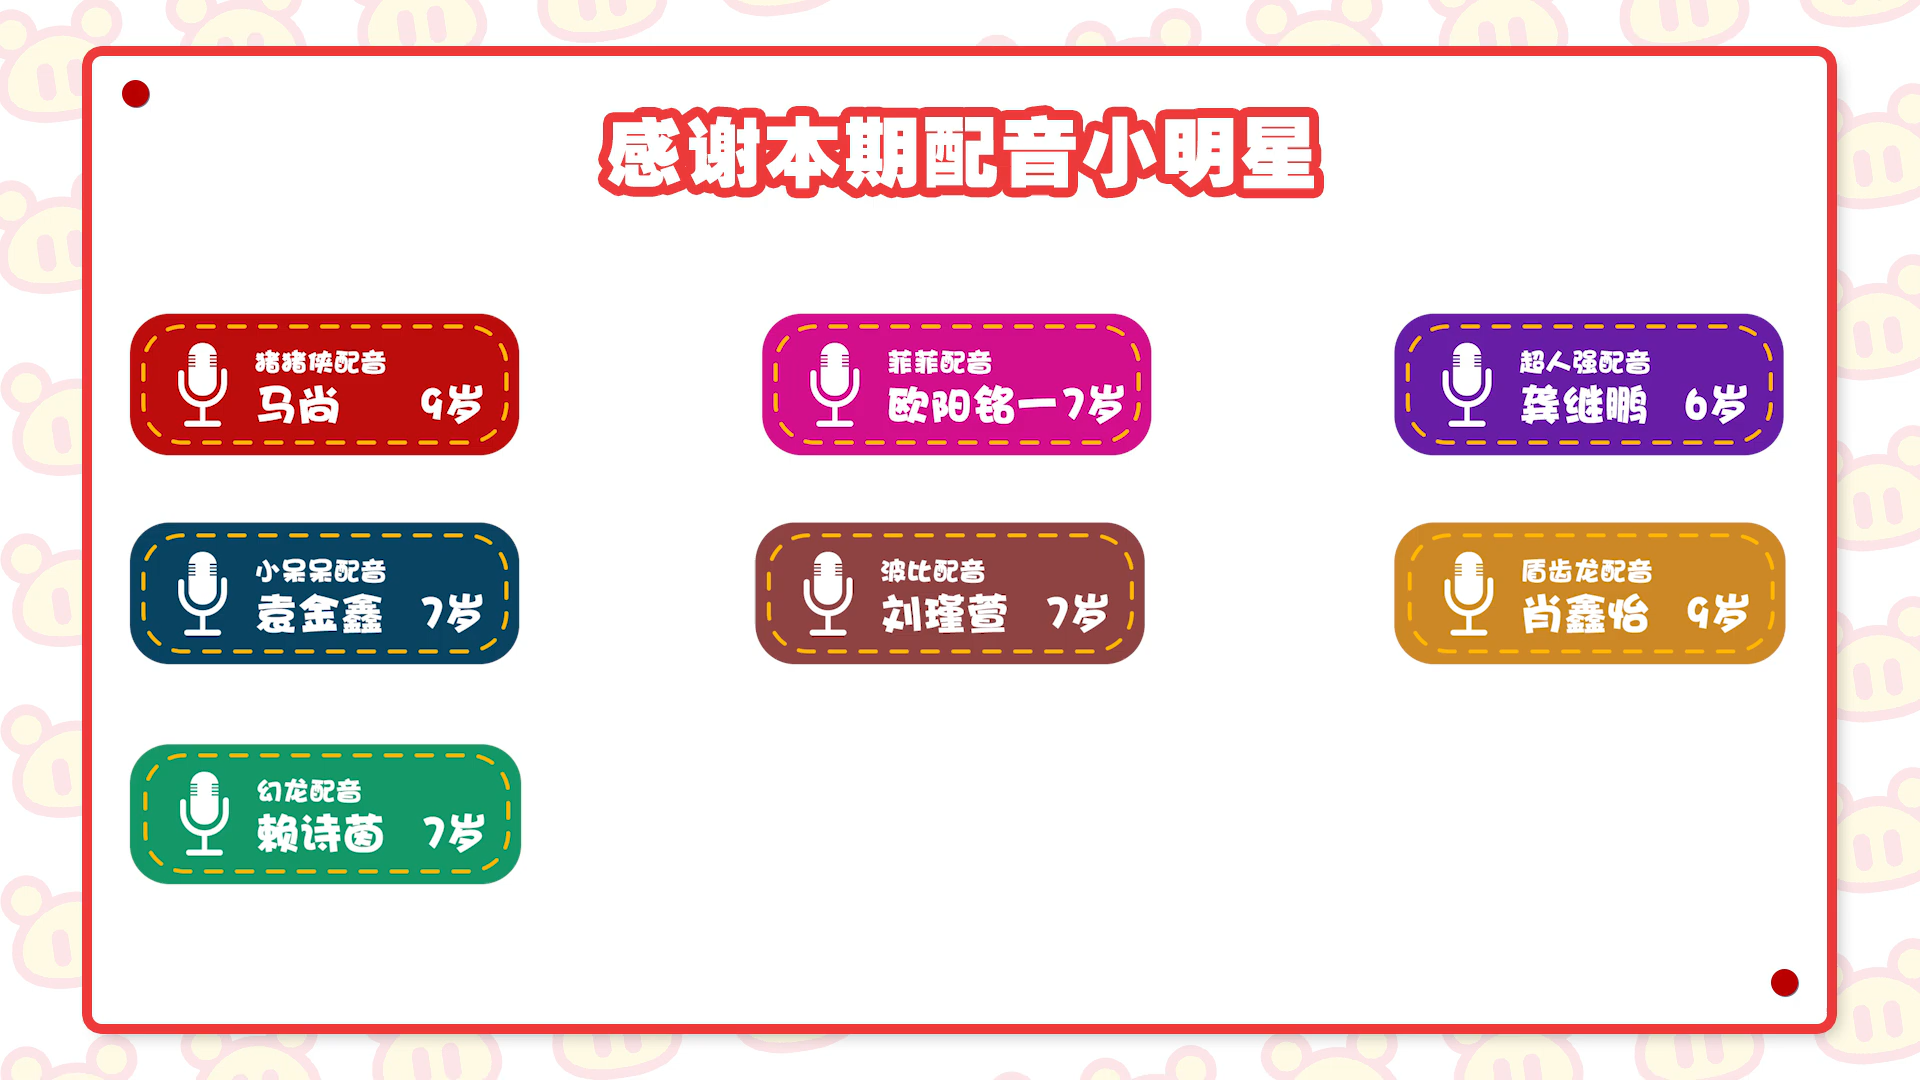 感谢本期配音小明星
猪猪侠配音
马尚 9岁
菲菲配音
欧阳铭一 7岁
超人强配音
龚继鹏 6岁
小呆呆配音
袁金鑫 7岁
波比配音
刘瑾萱 7岁
盾齿龙配音
肖鑫怡 9岁
幻龙配音
赖诗茵 7岁